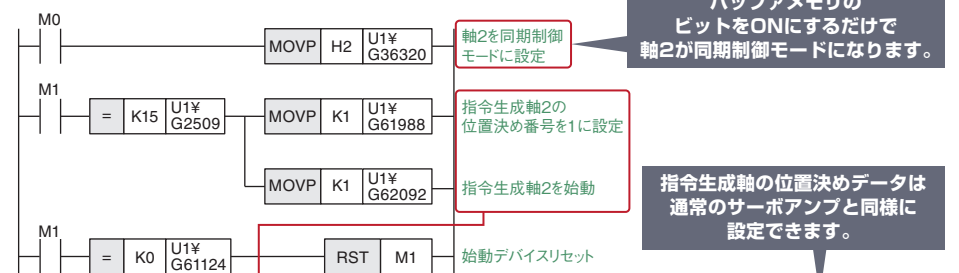 バッファメモリの
ビットをONにするだけで
軸2が同期制御モードになります。
M0
MOVP H2 U1¥
G36320
軸2を同期制御
モードに設定
M1
= K15 U1¥
G2509
MOVP K1 U1¥
G61988
指令生成軸2の
位置決め番号を1に設定
MOVP K1 U1¥
G62092
指令生成軸2を始動
指令生成軸の位置決めデータは
通常のサーボアンプと同様に
設定できます。
M1
= K0 U1¥
G61124
RST M1
始動デバイスリセット